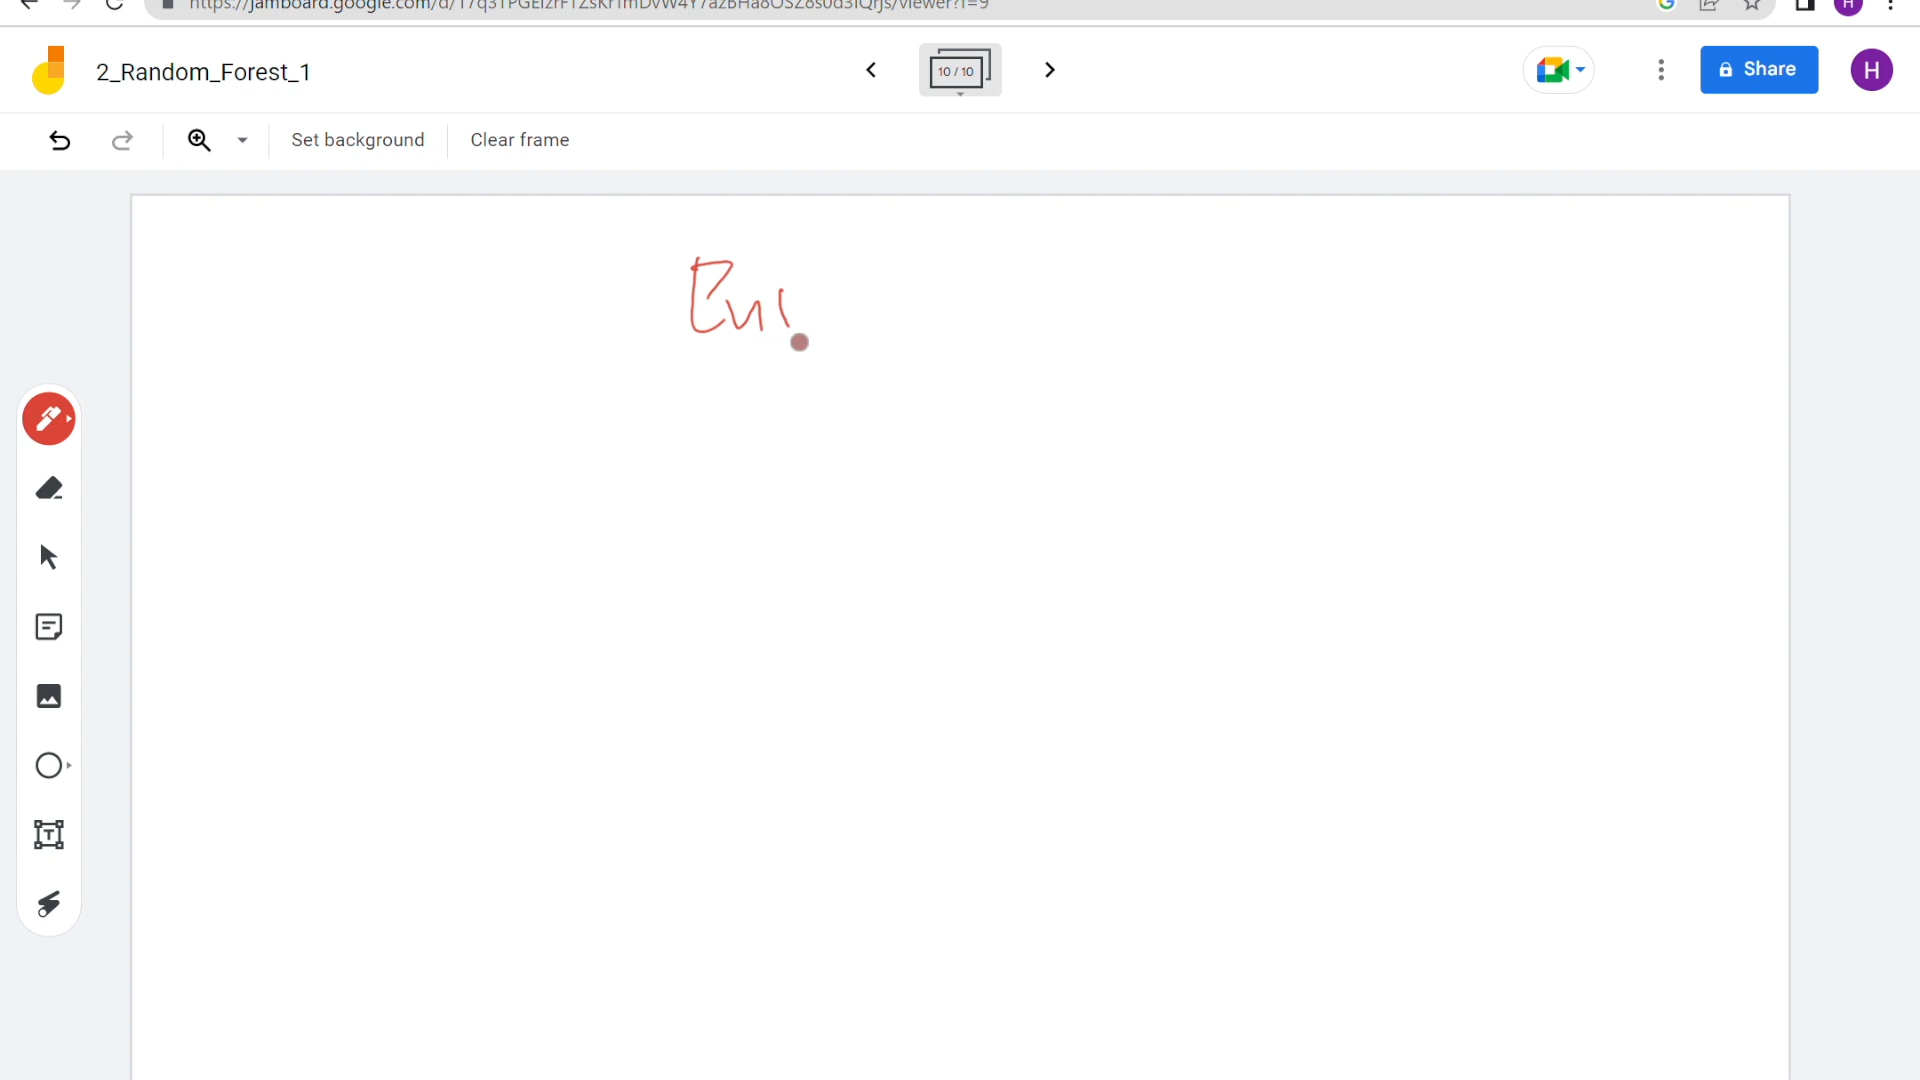 2_Random_Forest_1
10 / 10
Share
H
Set background
Clear frame